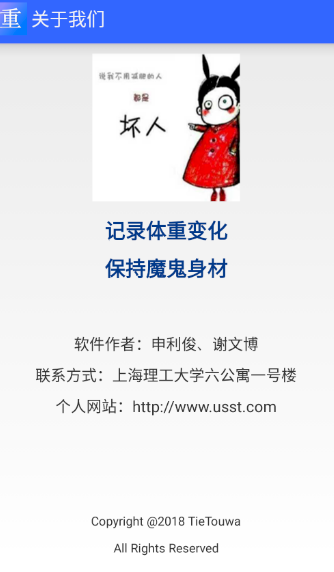 重 关于我们
说我不用减肥的人
都是
坏人
记录体重变化
保持魔鬼身材
软件作者：申利俊、谢文博
联系方式：上海理工大学六公寓一号楼
个人网站：http://www.usst.com
Copyright @2018 TieTouwa
All Rights Reserved